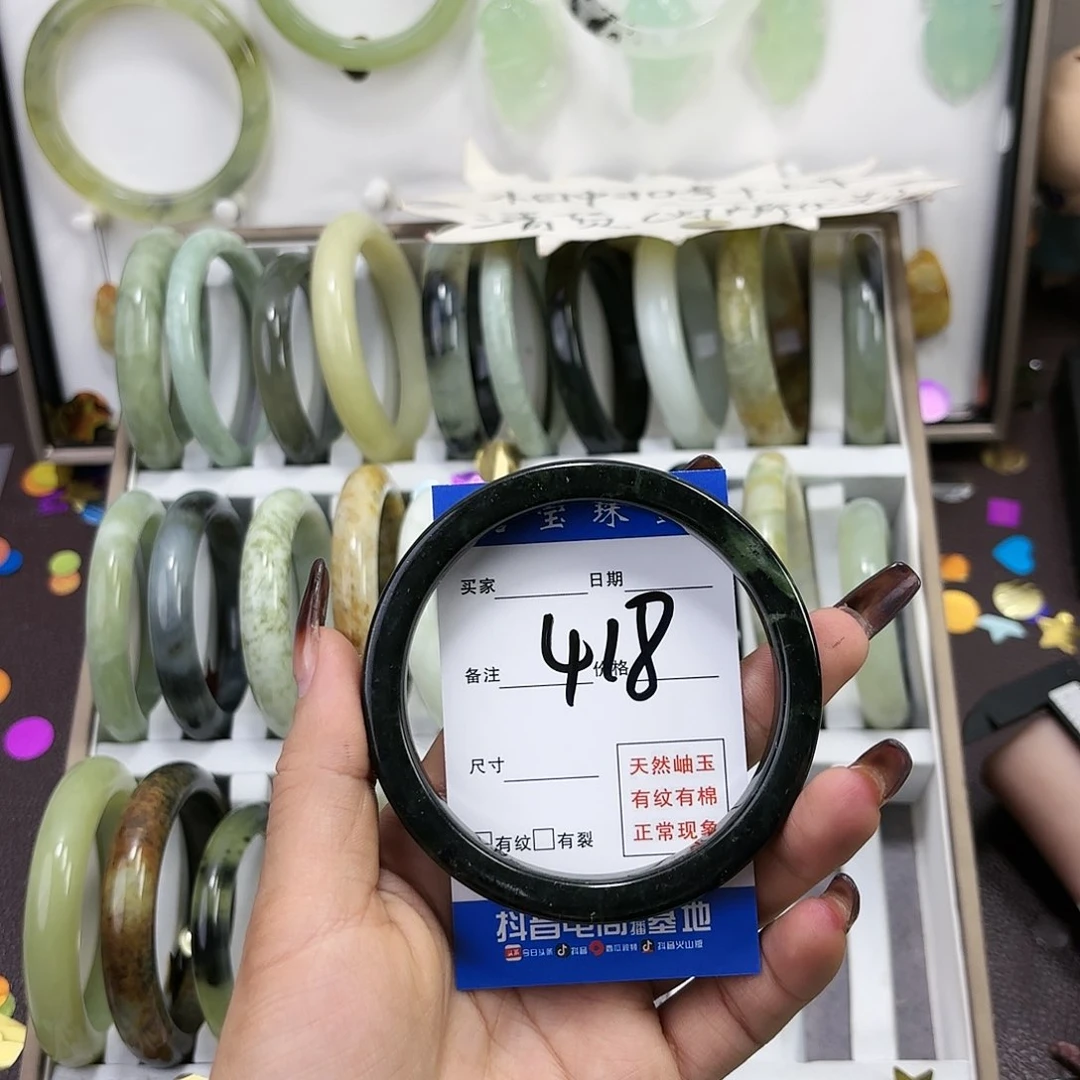 宝珠
买家 日期
418
备注 价格
尺寸
天然岫玉
有纹有棉
正常现象
有纹 有裂
抖音电商直播基地
今日头条 抖音 西瓜视频 抖音火山版